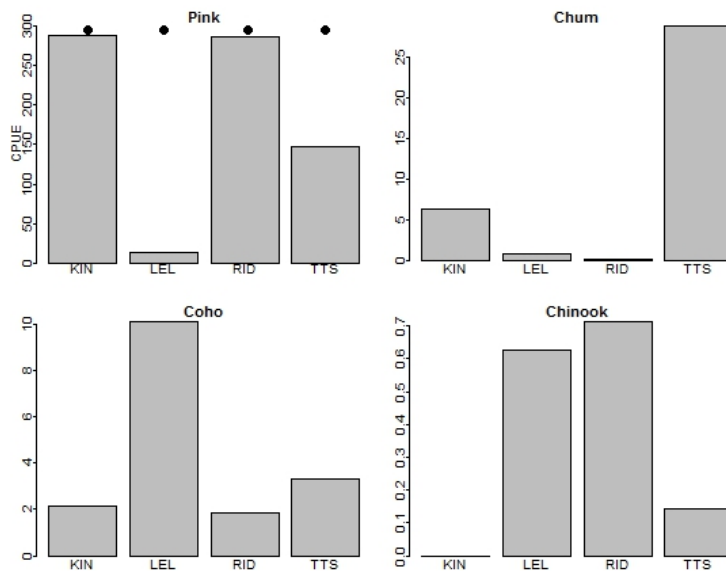 Pink
CPUE
0 50 100 150 200 250 300
KIN LEL RID TTS
Chum
0 5 10 15 20 25
KIN LEL RID TTS
Coho
0 2 4 6 8 10
KIN LEL RID TTS
Chinook
0.0 0.1 0.2 0.3 0.4 0.5 0.6 0.7
KIN LEL RID TTS